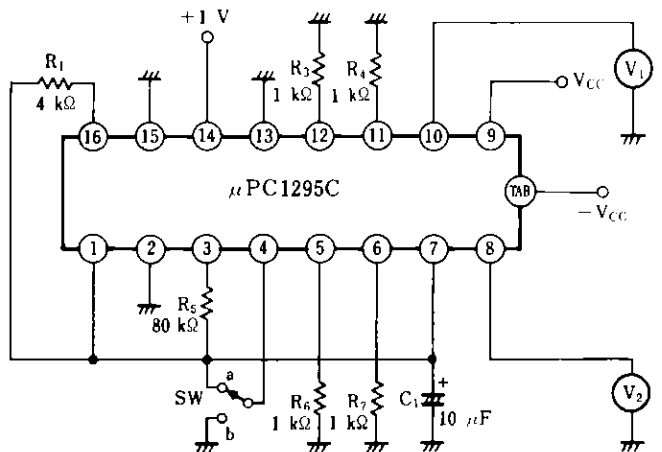 +1 V
R1
4 kΩ
R3
1 kΩ
R4
1 kΩ
VCC
V1
16
15
14
13
12
11
10
9
μPC1295C
TAB
−VCC
1
2
3
4
5
6
7
8
R5
80 kΩ
a
SW
b
R6
1 kΩ
R7
1 kΩ
C1
+
10 μF
V2